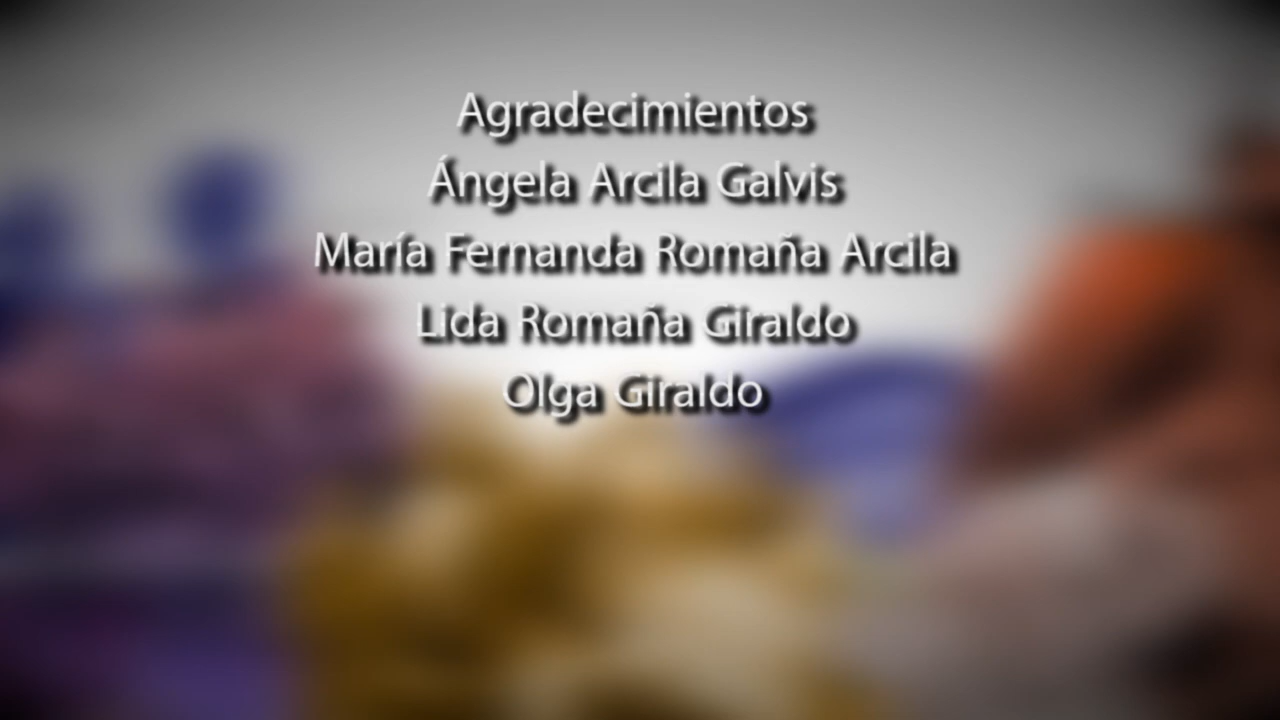 Agradecimientos
Ángela Arcila Galvis
María Fernanda Romaña Arcila
Lida Romaña Giraldo
Olga Giraldo